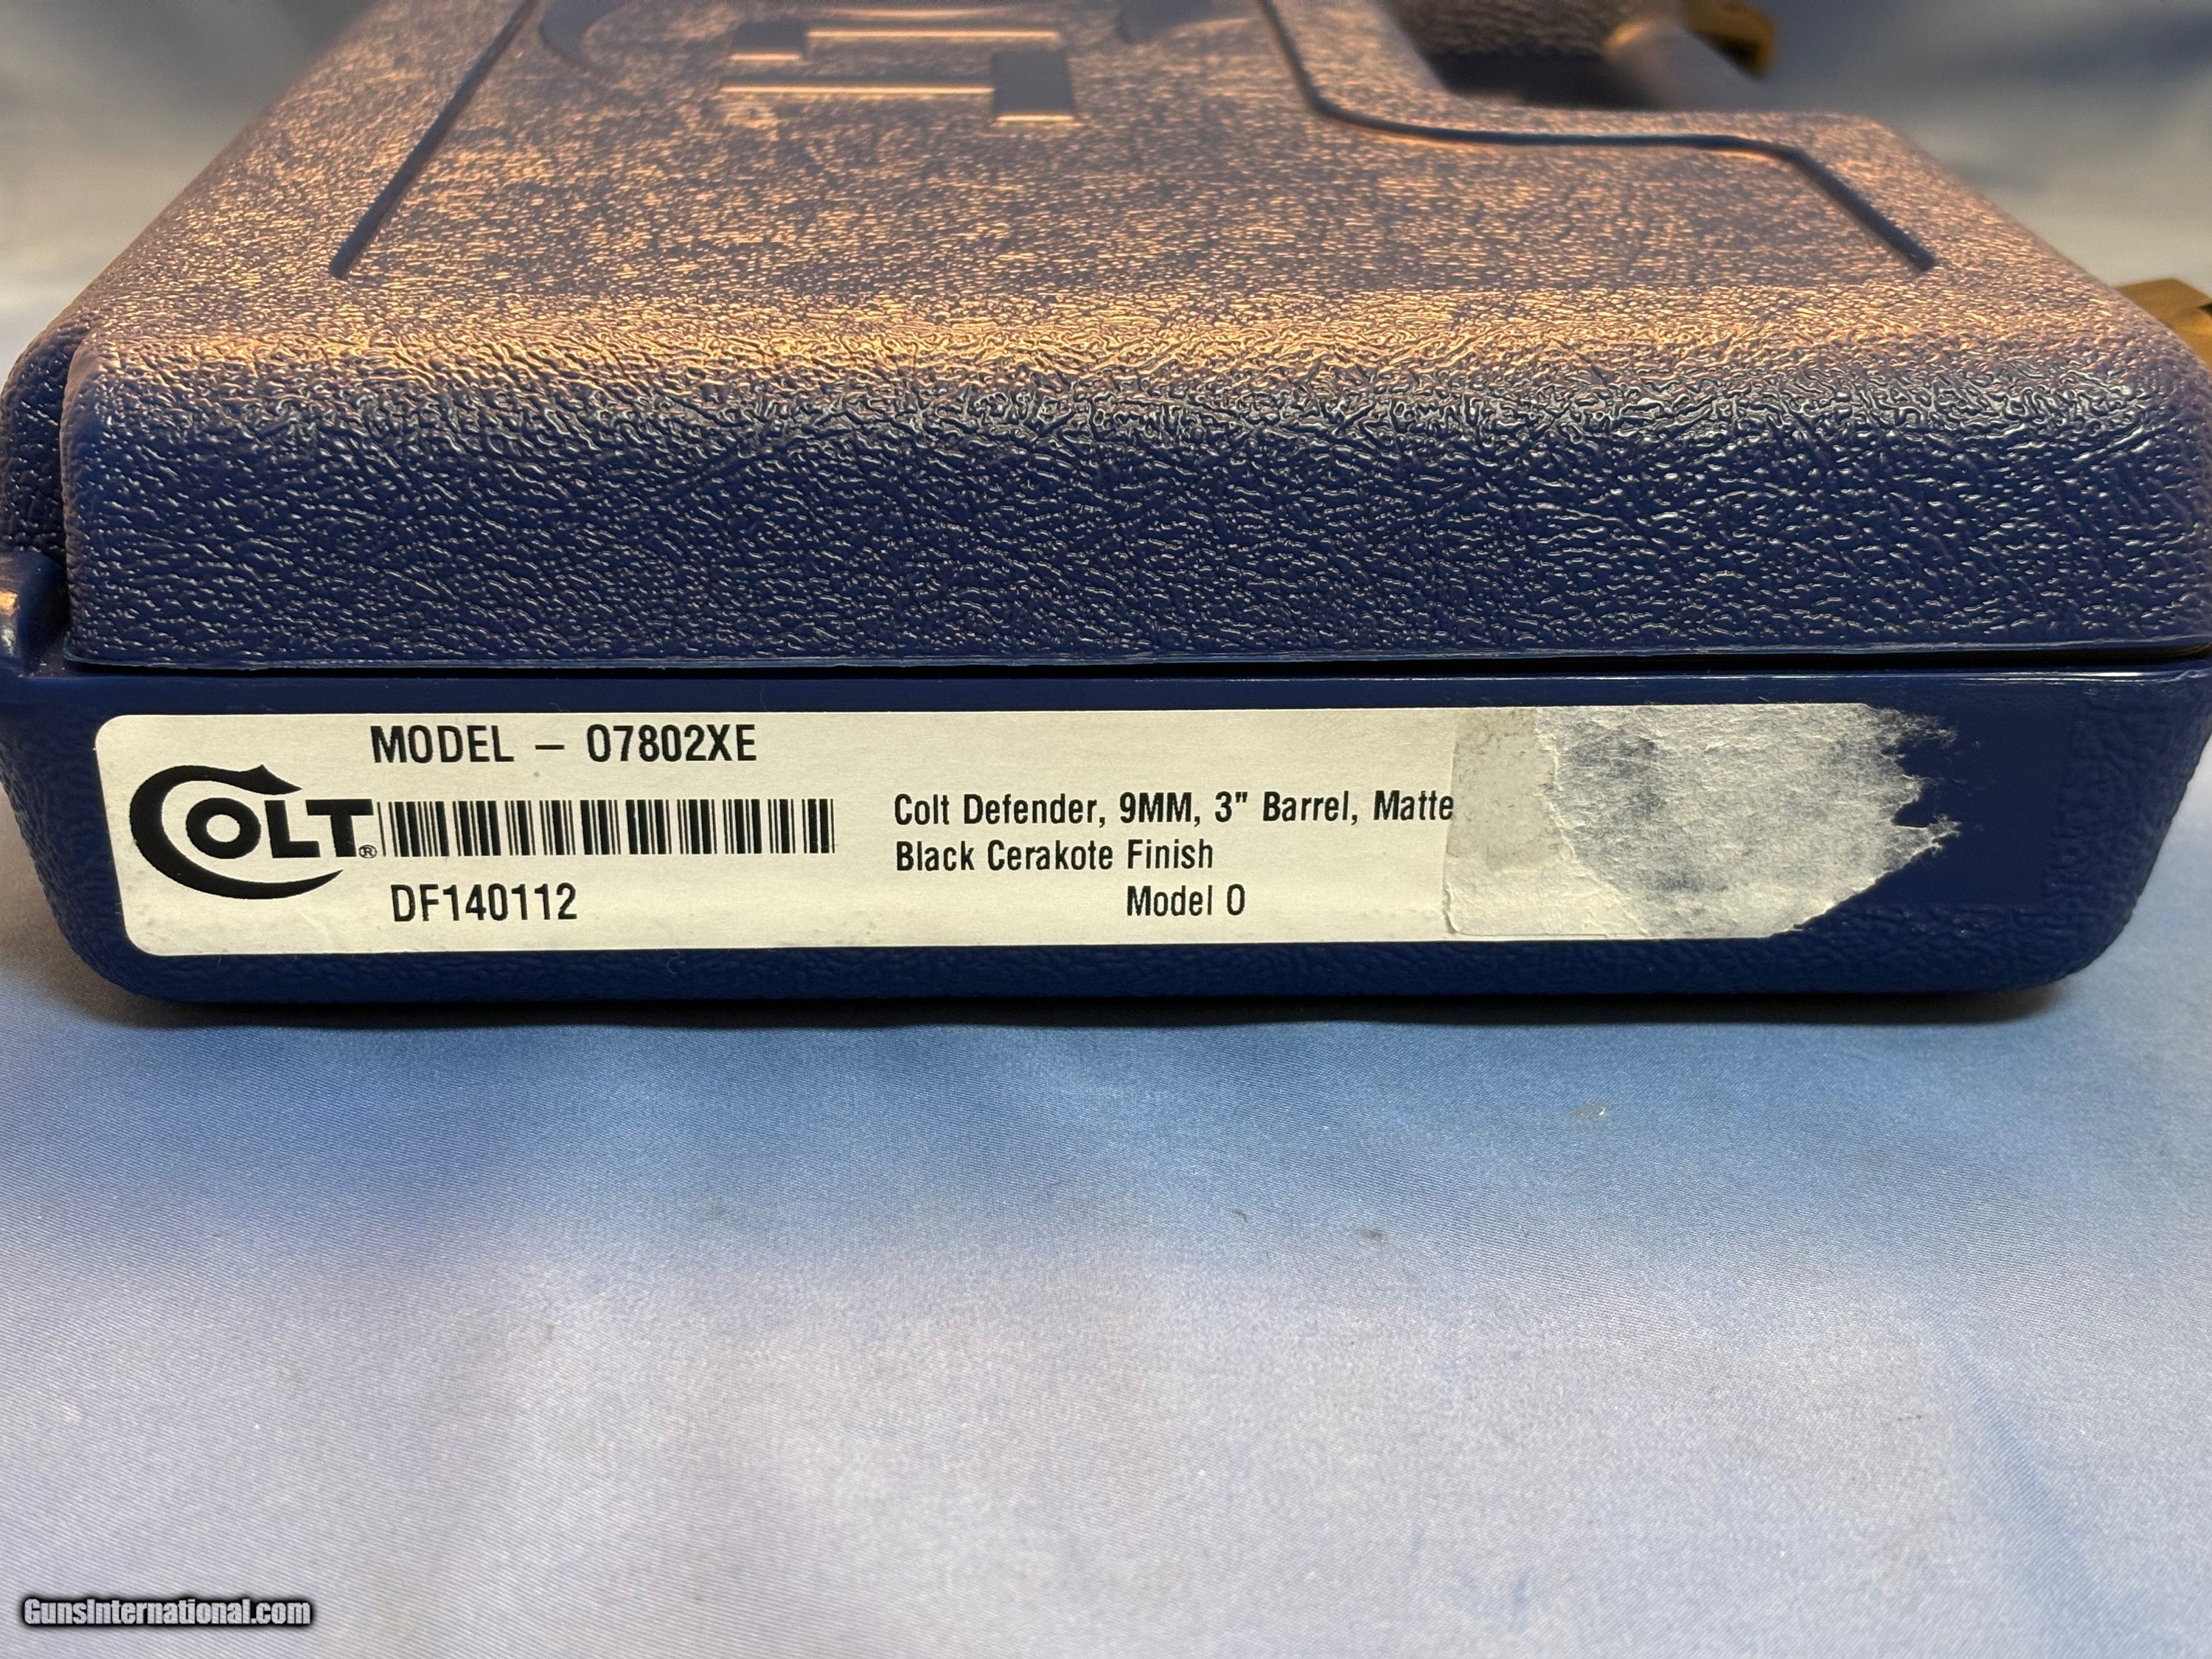 MODEL – O7802XE
COLT®
Colt Defender, 9MM, 3" Barrel, Matte
Black Cerakote Finish
DF140112
Model O
GunsInternational.com